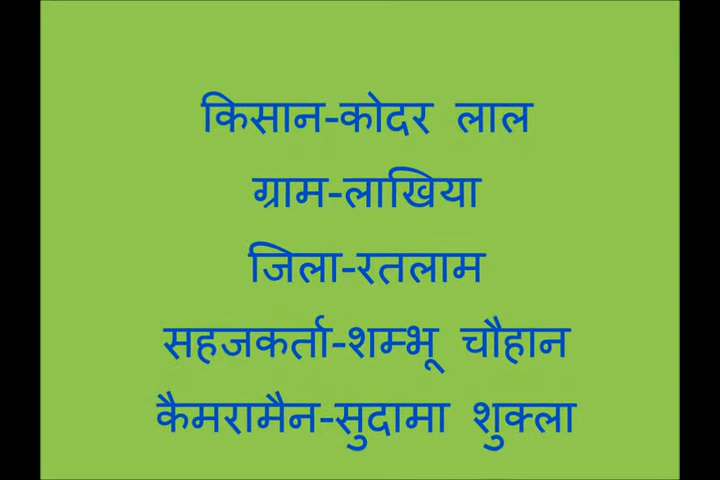 किसान-कोदर लाल
ग्राम-लाखिया
जिला-रतलाम
सहजकर्ता-शम्भू चौहान
कैमरामैन-सुदामा शुक्ला